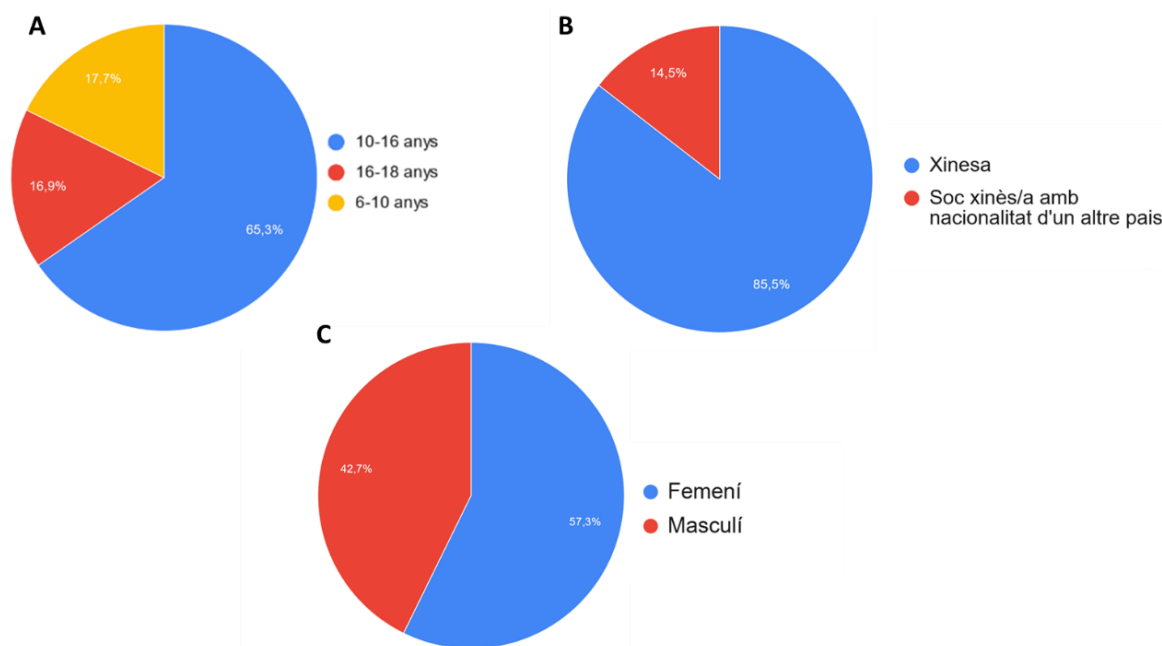 A
17,7%
16,9%
65,3%
10-16 anys
16-18 anys
6-10 anys
B
14,5%
85,5%
Xinesa
Soc xinès/a amb
nacionalitat d'un altre pais
C
42,7%
57,3%
Femení
Masculí